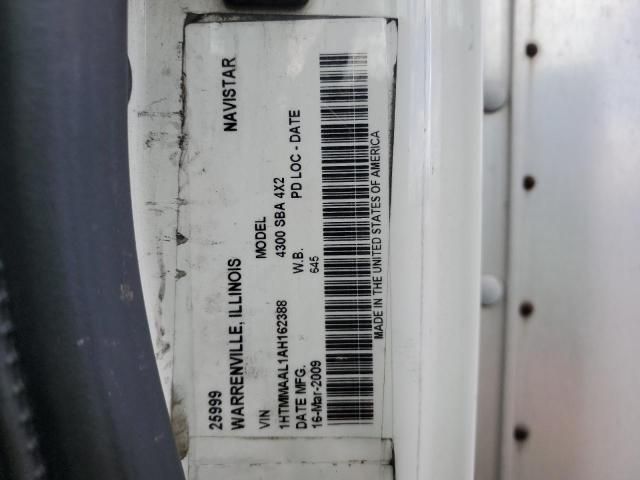 25999 NAVISTAR
WARRENVILLE, ILLINOIS
VIN MODEL
1HTMMAAL1AH162388 4300 SBA 4X2
DATE MFG. W.B. PD LOC - DATE
16-Mar-2009 645
MADE IN THE UNITED STATES OF AMERICA